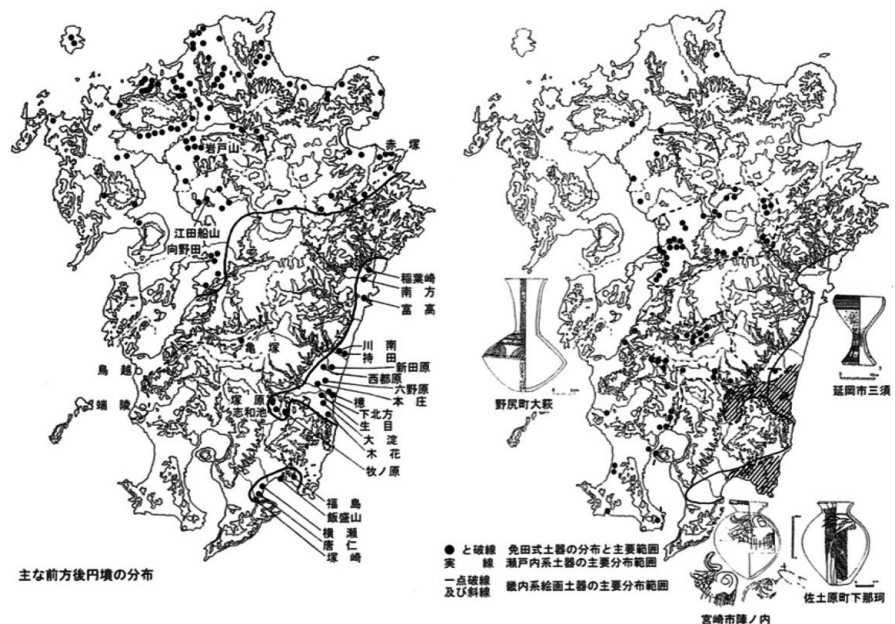 赤塚
岩戸山
江田船山
向野田
稲葉崎
南方
富高
川南
持田
亀塚
新田原
鳥越
西都原
六野原
塚原
本庄
端陵
志和池
檍
下北方
生目
大淀
木花
牧ノ原
福島
飯盛山
横瀬
唐仁
塚崎
主な前方後円墳の分布
野尻町大萩
延岡市三須
●と破線 免田式土器の分布と主要範囲
実線 瀬戸内系土器の主要分布範囲
一点破線
及び斜線 畿内系絵画土器の主要分布範囲
佐土原町下那珂
宮崎市陣ノ内